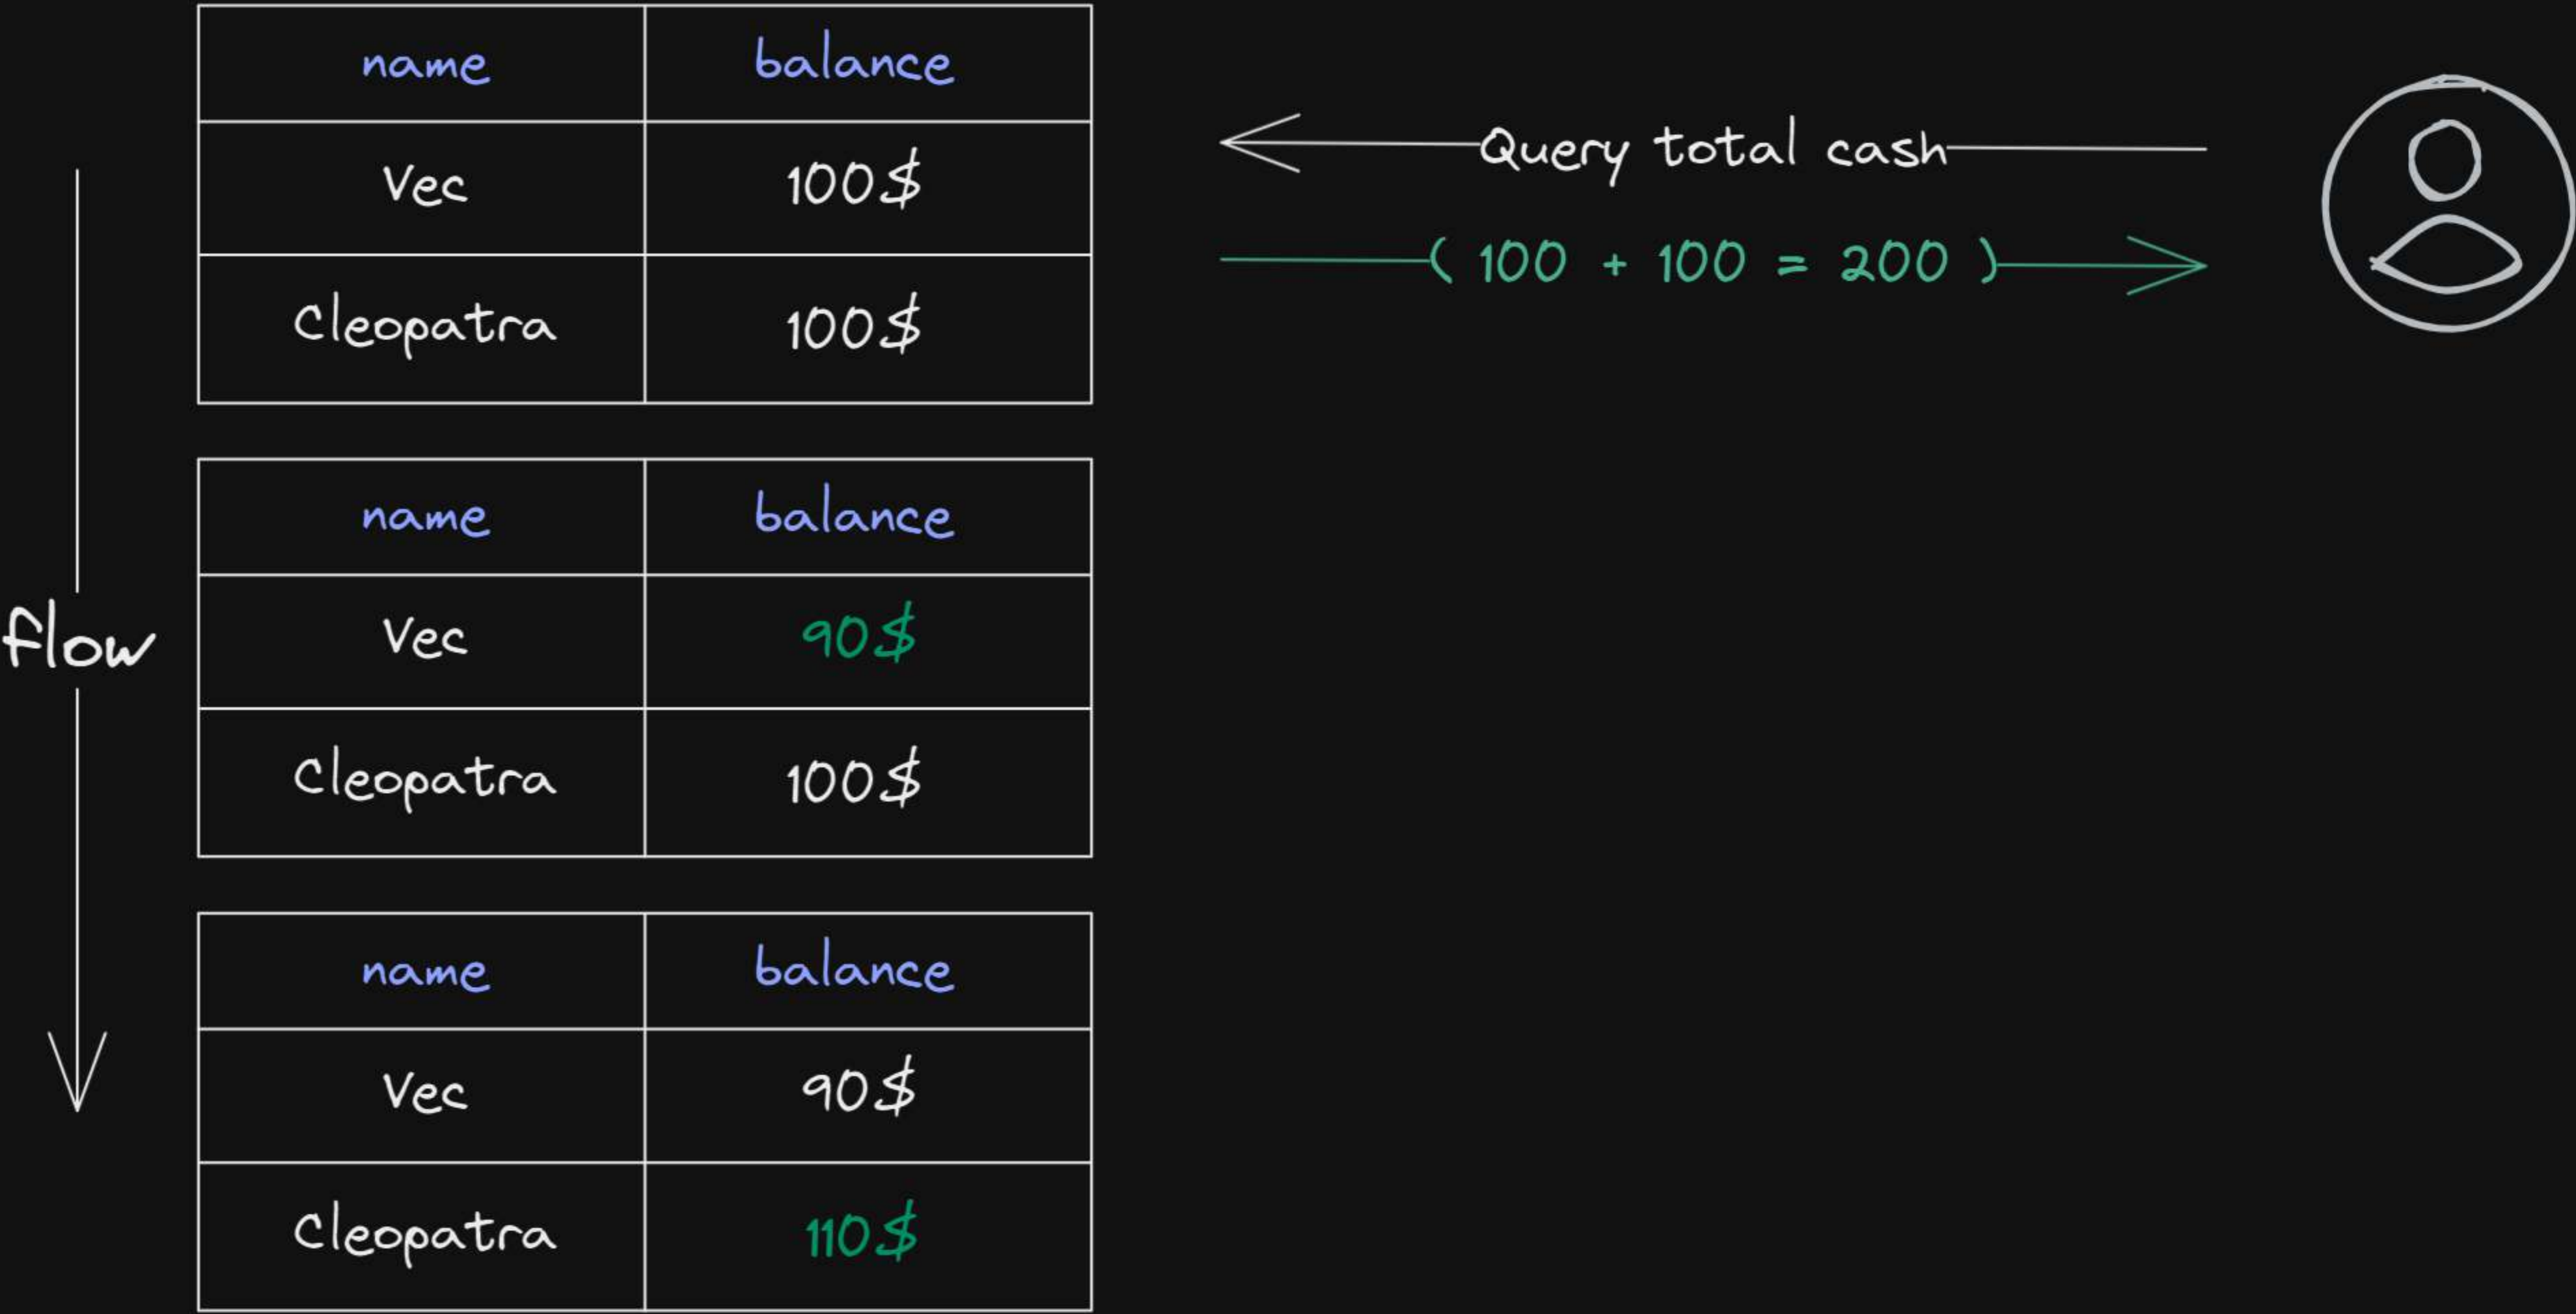 name balance
Vec 100$
Cleopatra 100$
Query total cash
( 100 + 100 = 200 )
flow
name balance
Vec 90$
Cleopatra 100$
name balance
Vec 90$
Cleopatra 110$